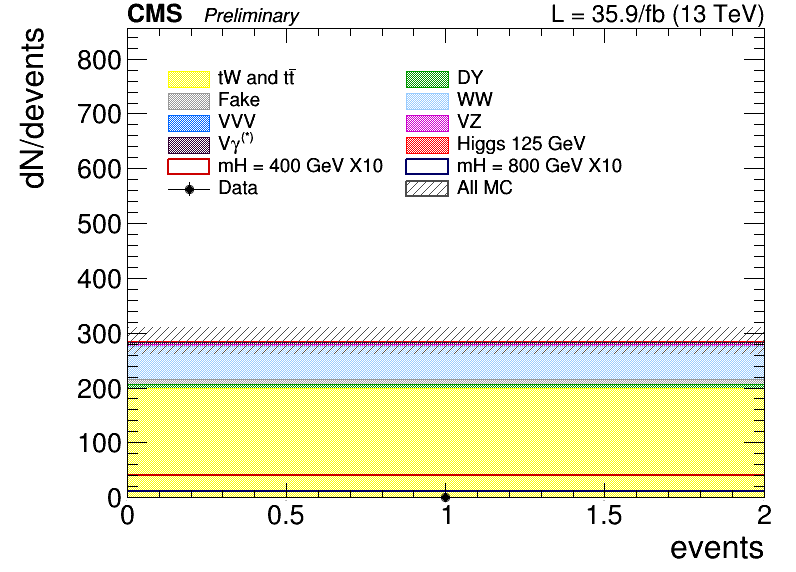 CMS Preliminary L = 35.9/fb (13 TeV)
dN/devents
800
700
600
500
400
300
200
100
0
tW and tt̄ DY
Fake WW
VVV VZ
Vγ(*) Higgs 125 GeV
mH = 400 GeV X10 mH = 800 GeV X10
Data All MC
0 0.5 1 1.5 2
events